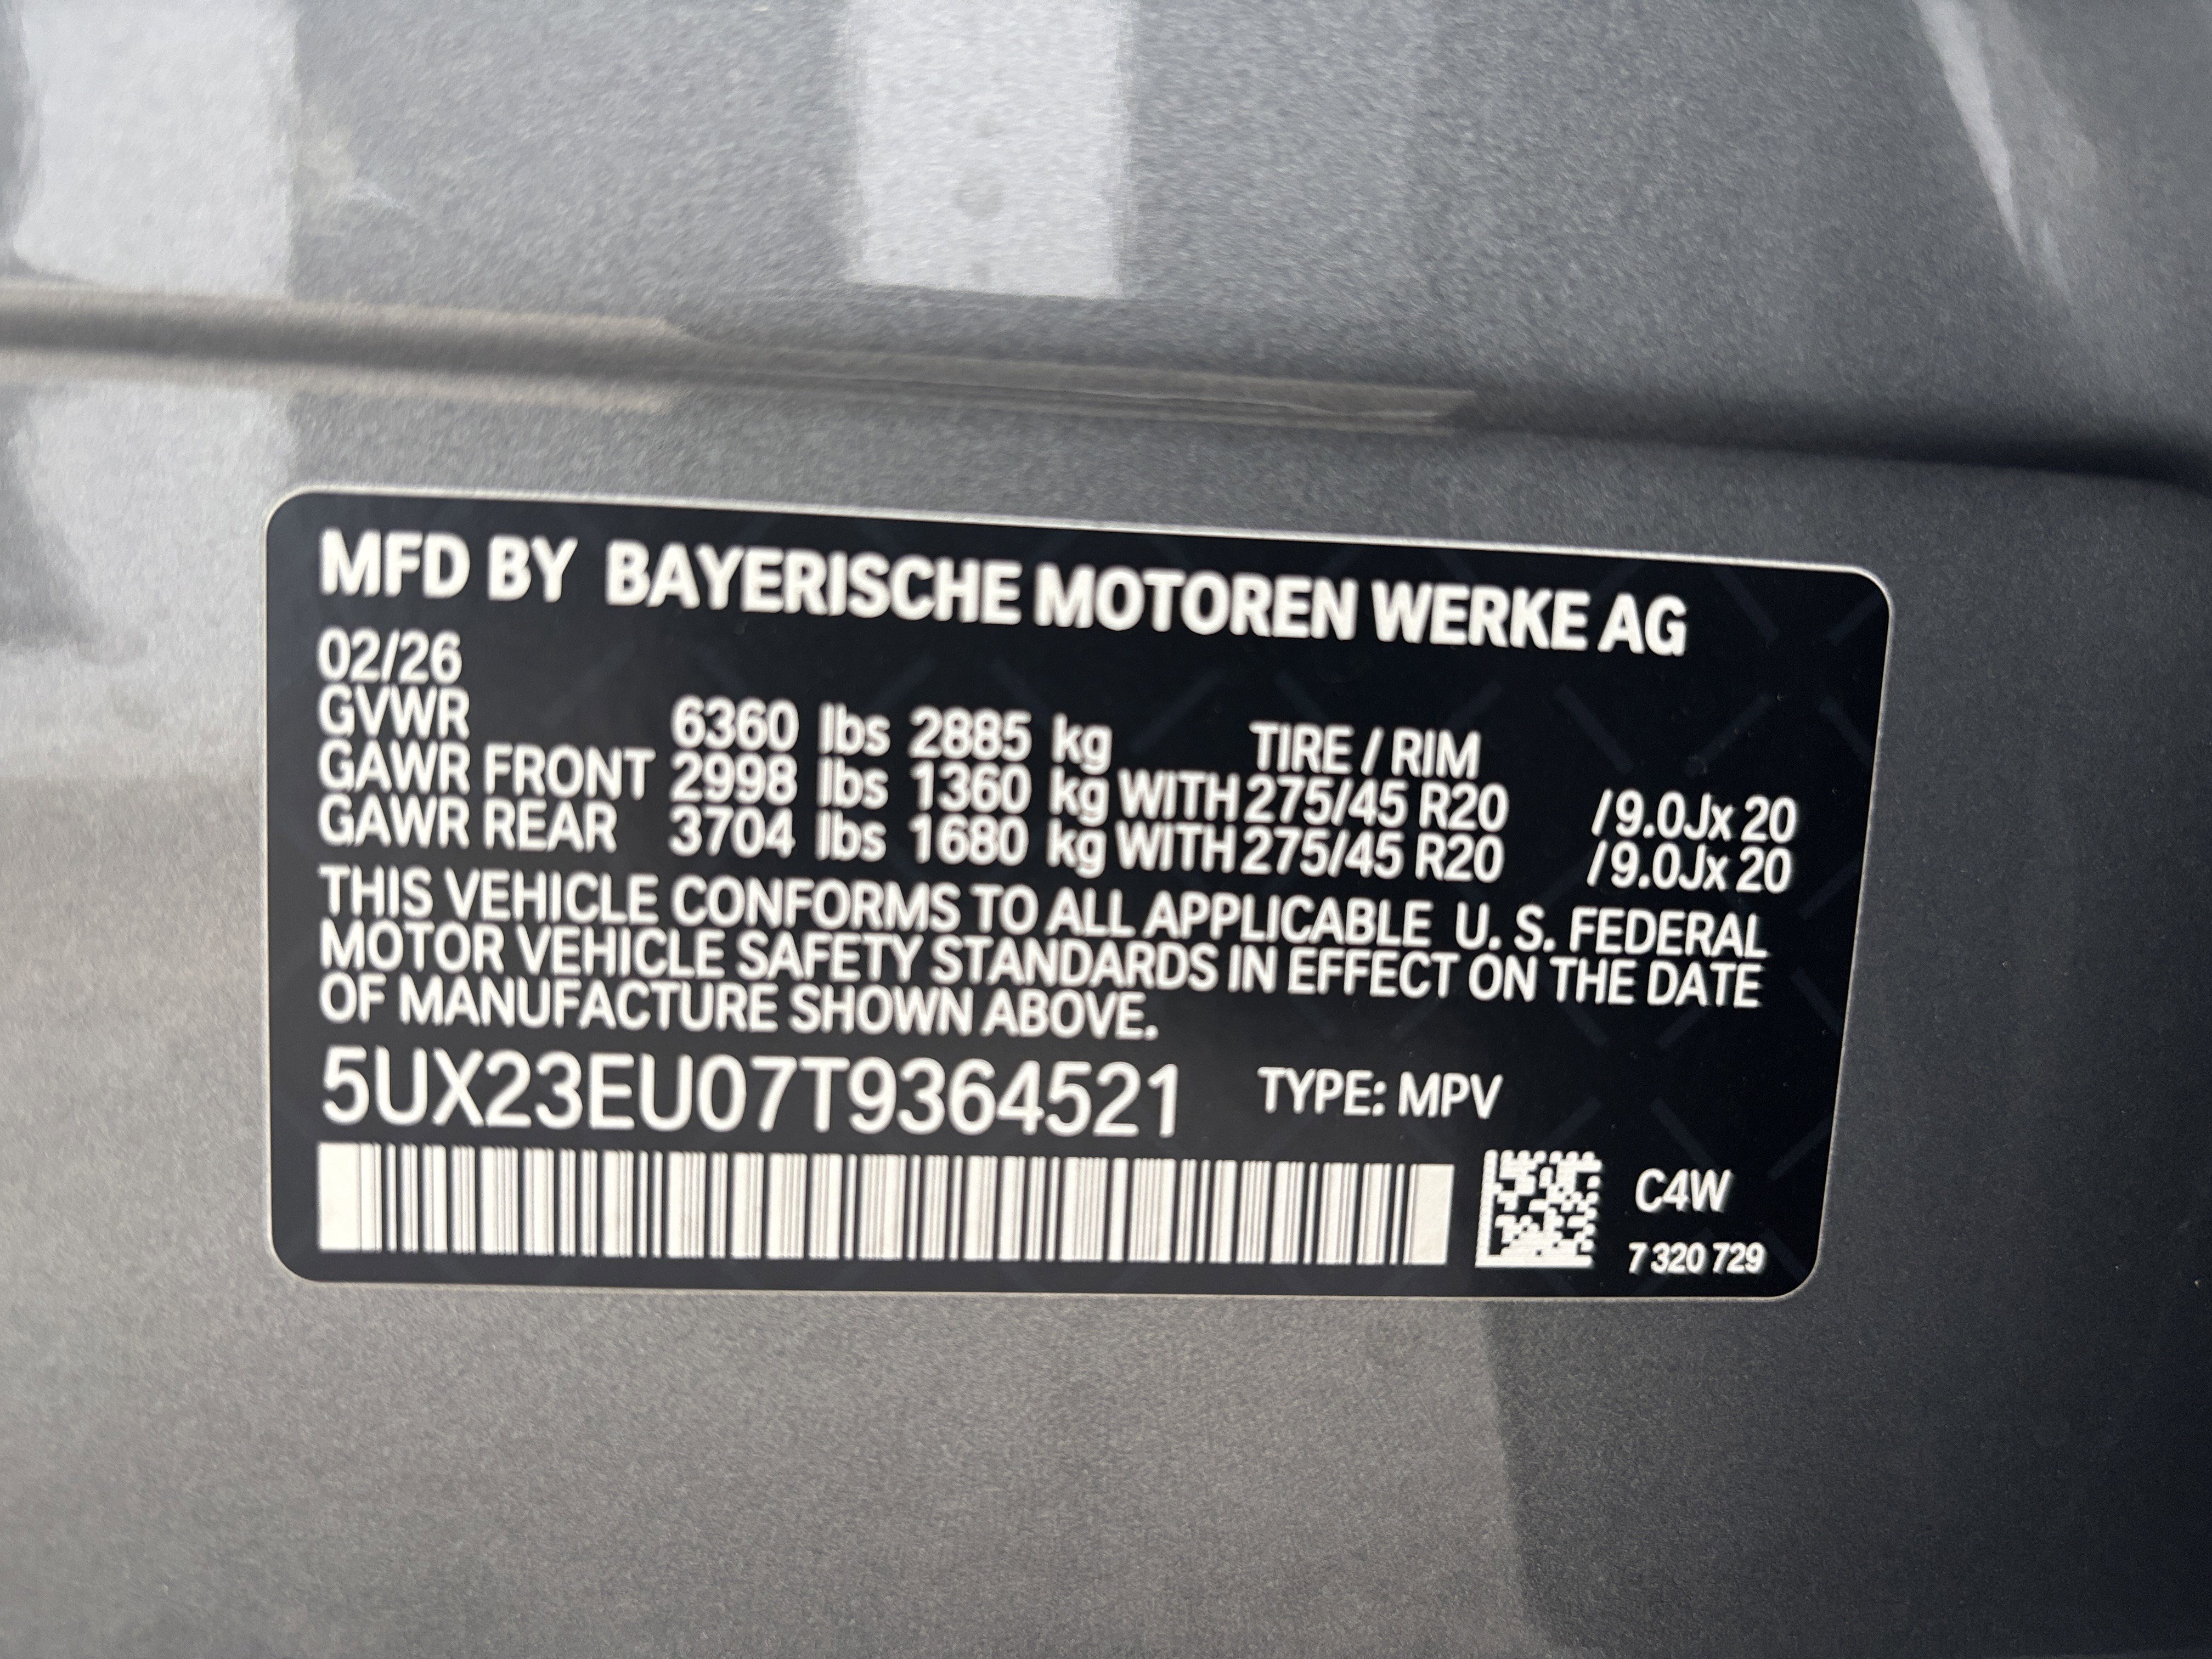 MFD BY BAYERISCHE MOTOREN WERKE AG
02/26
GVWR 6360 lbs 2885 kg TIRE / RIM
GAWR FRONT 2998 lbs 1360 kg WITH 275/45 R20 /9.0Jx 20
GAWR REAR 3704 lbs 1680 kg WITH 275/45 R20 /9.0Jx 20
THIS VEHICLE CONFORMS TO ALL APPLICABLE U. S. FEDERAL
MOTOR VEHICLE SAFETY STANDARDS IN EFFECT ON THE DATE
OF MANUFACTURE SHOWN ABOVE.
5UX23EU07T9364521 TYPE: MPV
C4W
7 320 729